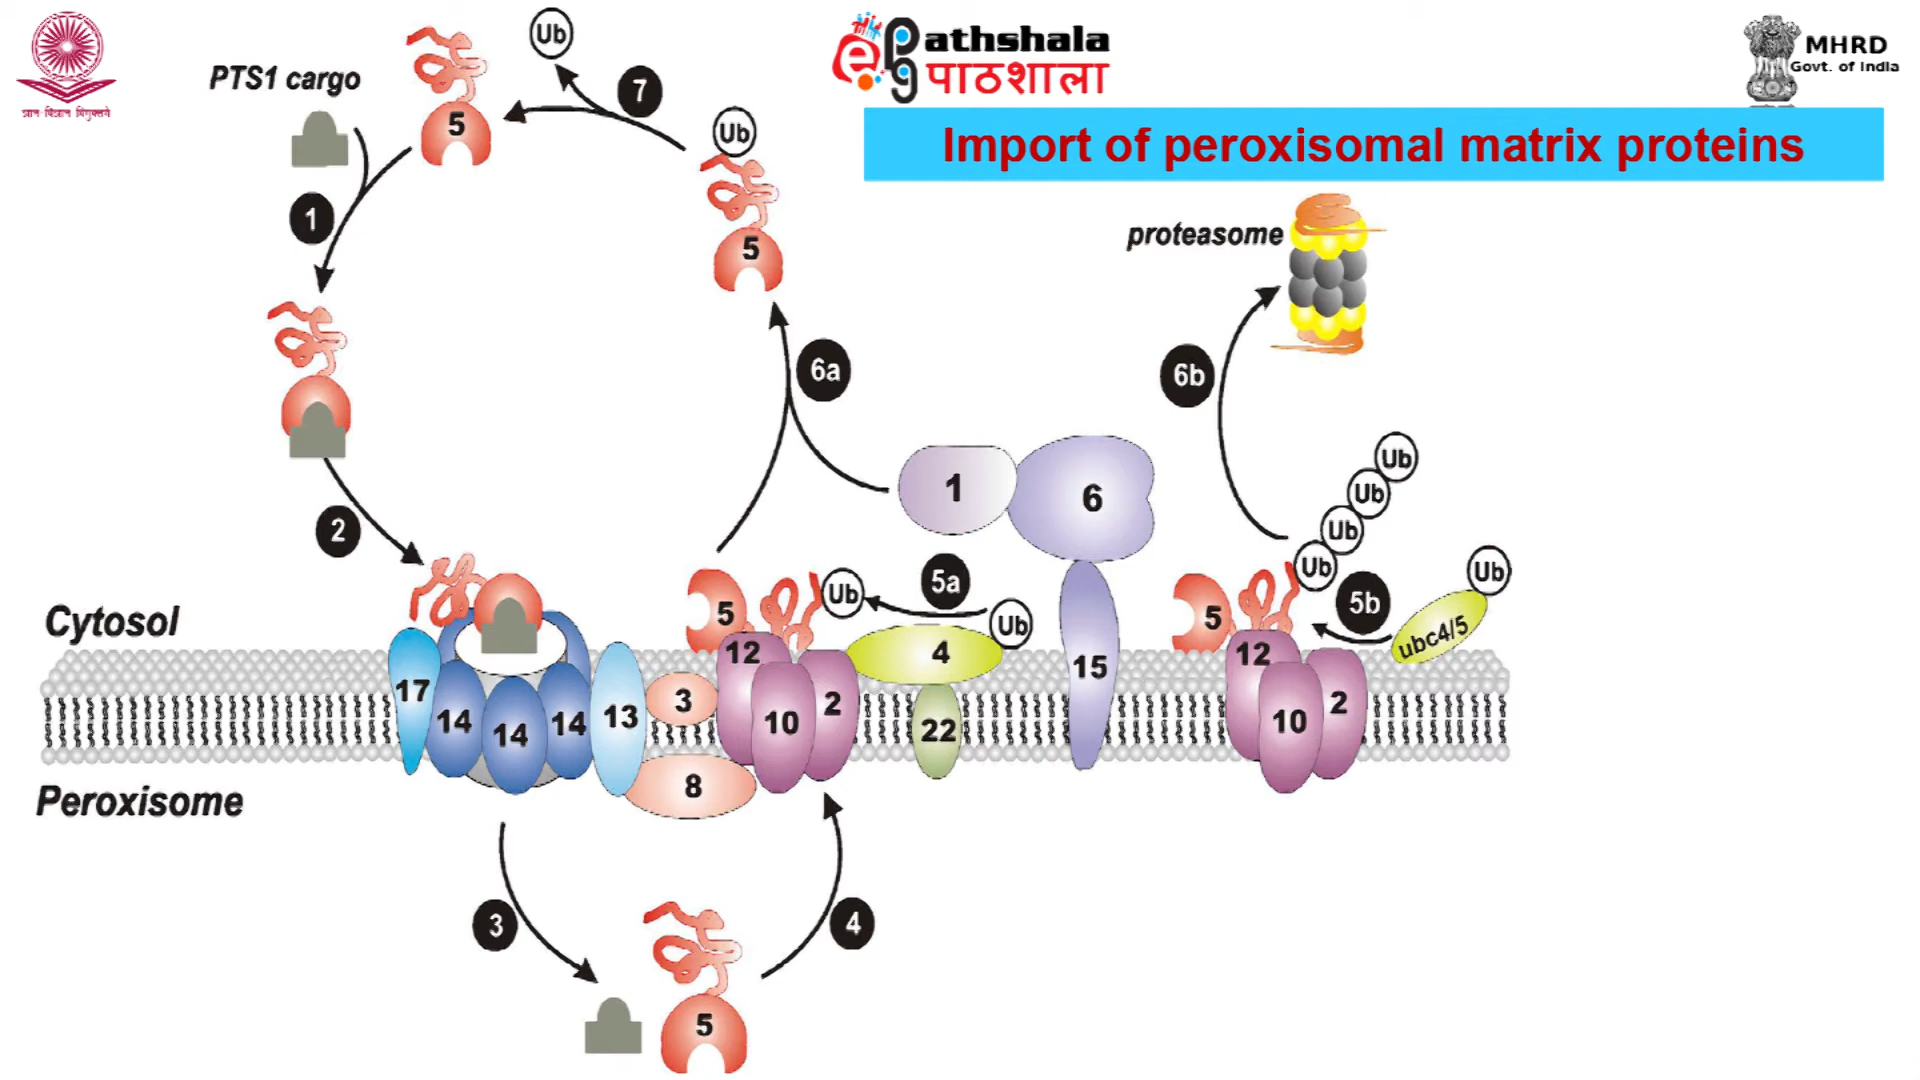 ज्ञान-विज्ञान विमुक्तये
Pathshala
पाठशाला
MHRD
Govt. of India
Import of peroxisomal matrix proteins
PTS1 cargo
5
Ub
7
Ub
5
1
proteasome
6a
6b
2
1
6
Ub
Ub
Ub
Ub
Ub
5
Ub
5a
Ub
5
5b
ubc4/5
Cytosol
17
14
14
14
13
3
8
12
10
2
4
22
15
12
10
2
Peroxisome
3
4
5